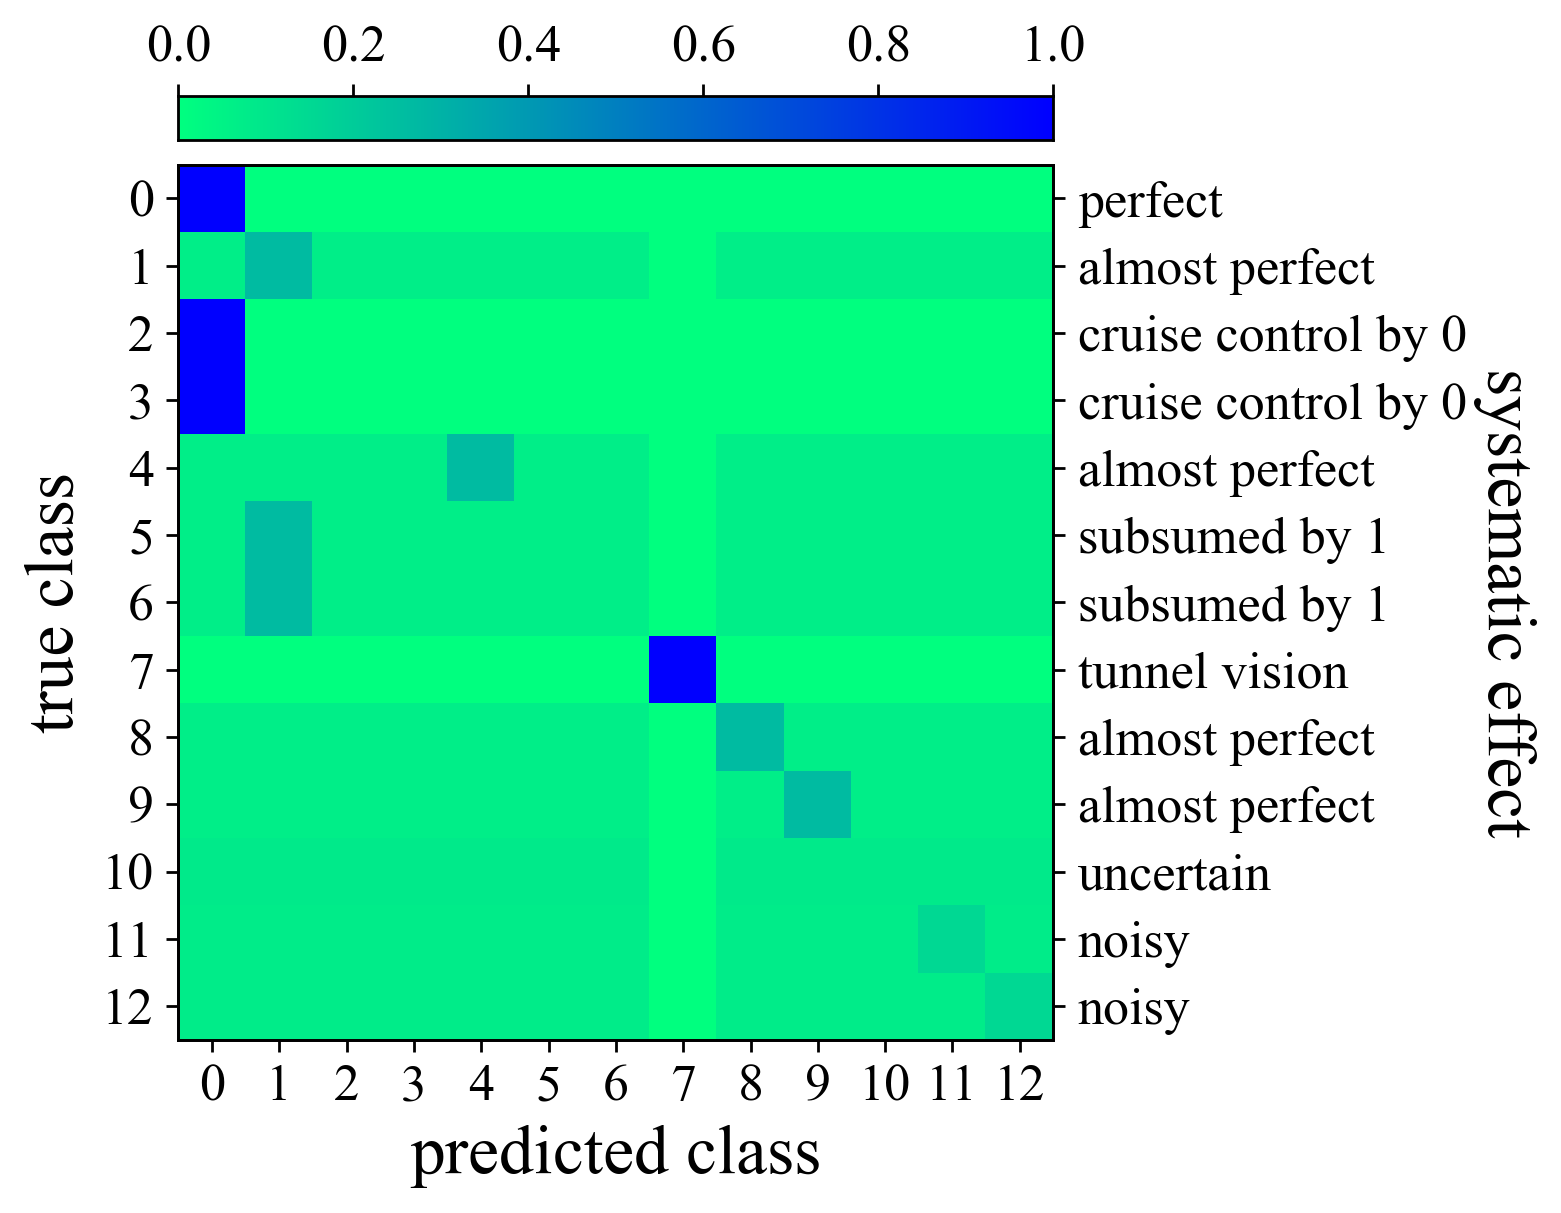 0.0 0.2 0.4 0.6 0.8 1.0
0 perfect
1 almost perfect
2 cruise control by 0
3 cruise control by 0
4 almost perfect
5 subsumed by 1
6 subsumed by 1
7 tunnel vision
8 almost perfect
9 almost perfect
10 uncertain
11 noisy
12 noisy
0 1 2 3 4 5 6 7 8 9 10 11 12
predicted class
true class
systematic effect